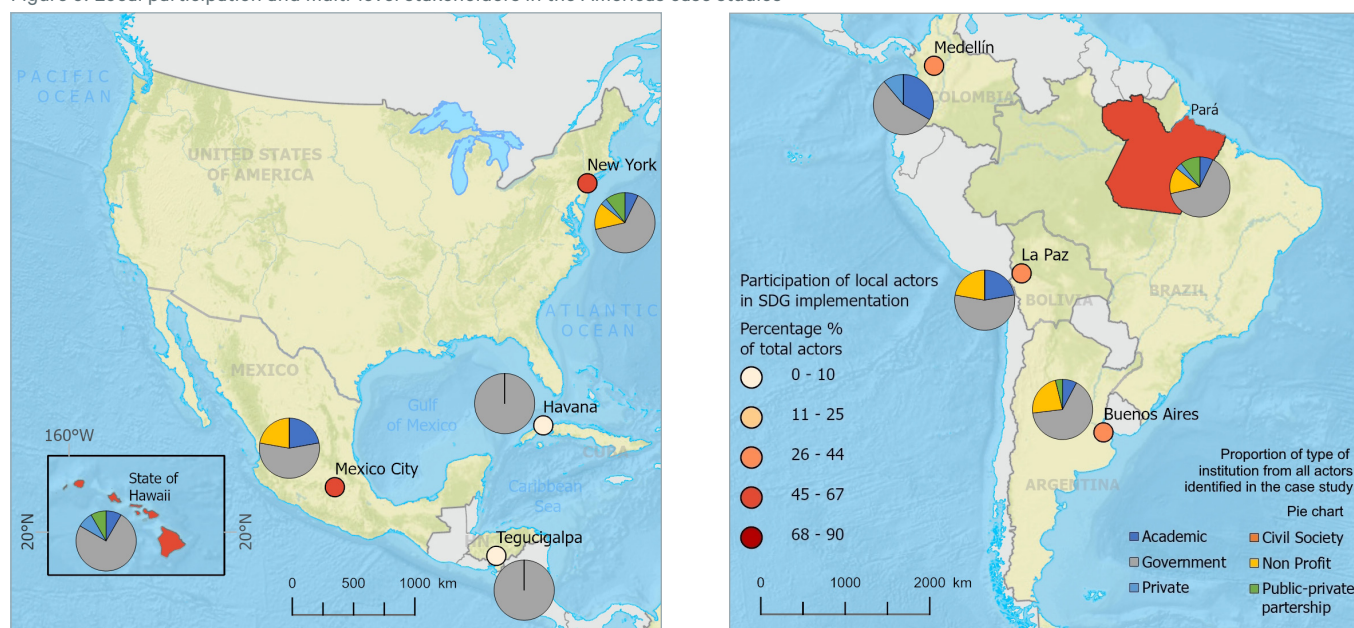 Figure 3. Local participation and multi-level stakeholders in the Americas case studies
PACIFIC
OCEAN
UNITED STATES
OF AMERICA
New York
ATLANTIC
OCEAN
MEXICO
Gulf
of Mexico
Havana
CUBA
Mexico City
Caribbean
Sea
Tegucigalpa
160°W
State of
Hawaii
20°N
20°N
0 500 1000 km
Medellín
COLOMBIA
Pará
La Paz
BOLIVIA
BRAZIL
Buenos Aires
ARGENTINA
Participation of local actors
in SDG implementation
Percentage %
of total actors
0 - 10
11 - 25
26 - 44
45 - 67
68 - 90
0 1000 2000 km
Proportion of type of
institution from all actors
identified in the case study
Pie chart
Academic
Civil Society
Government
Non Profit
Private
Public-private
partership